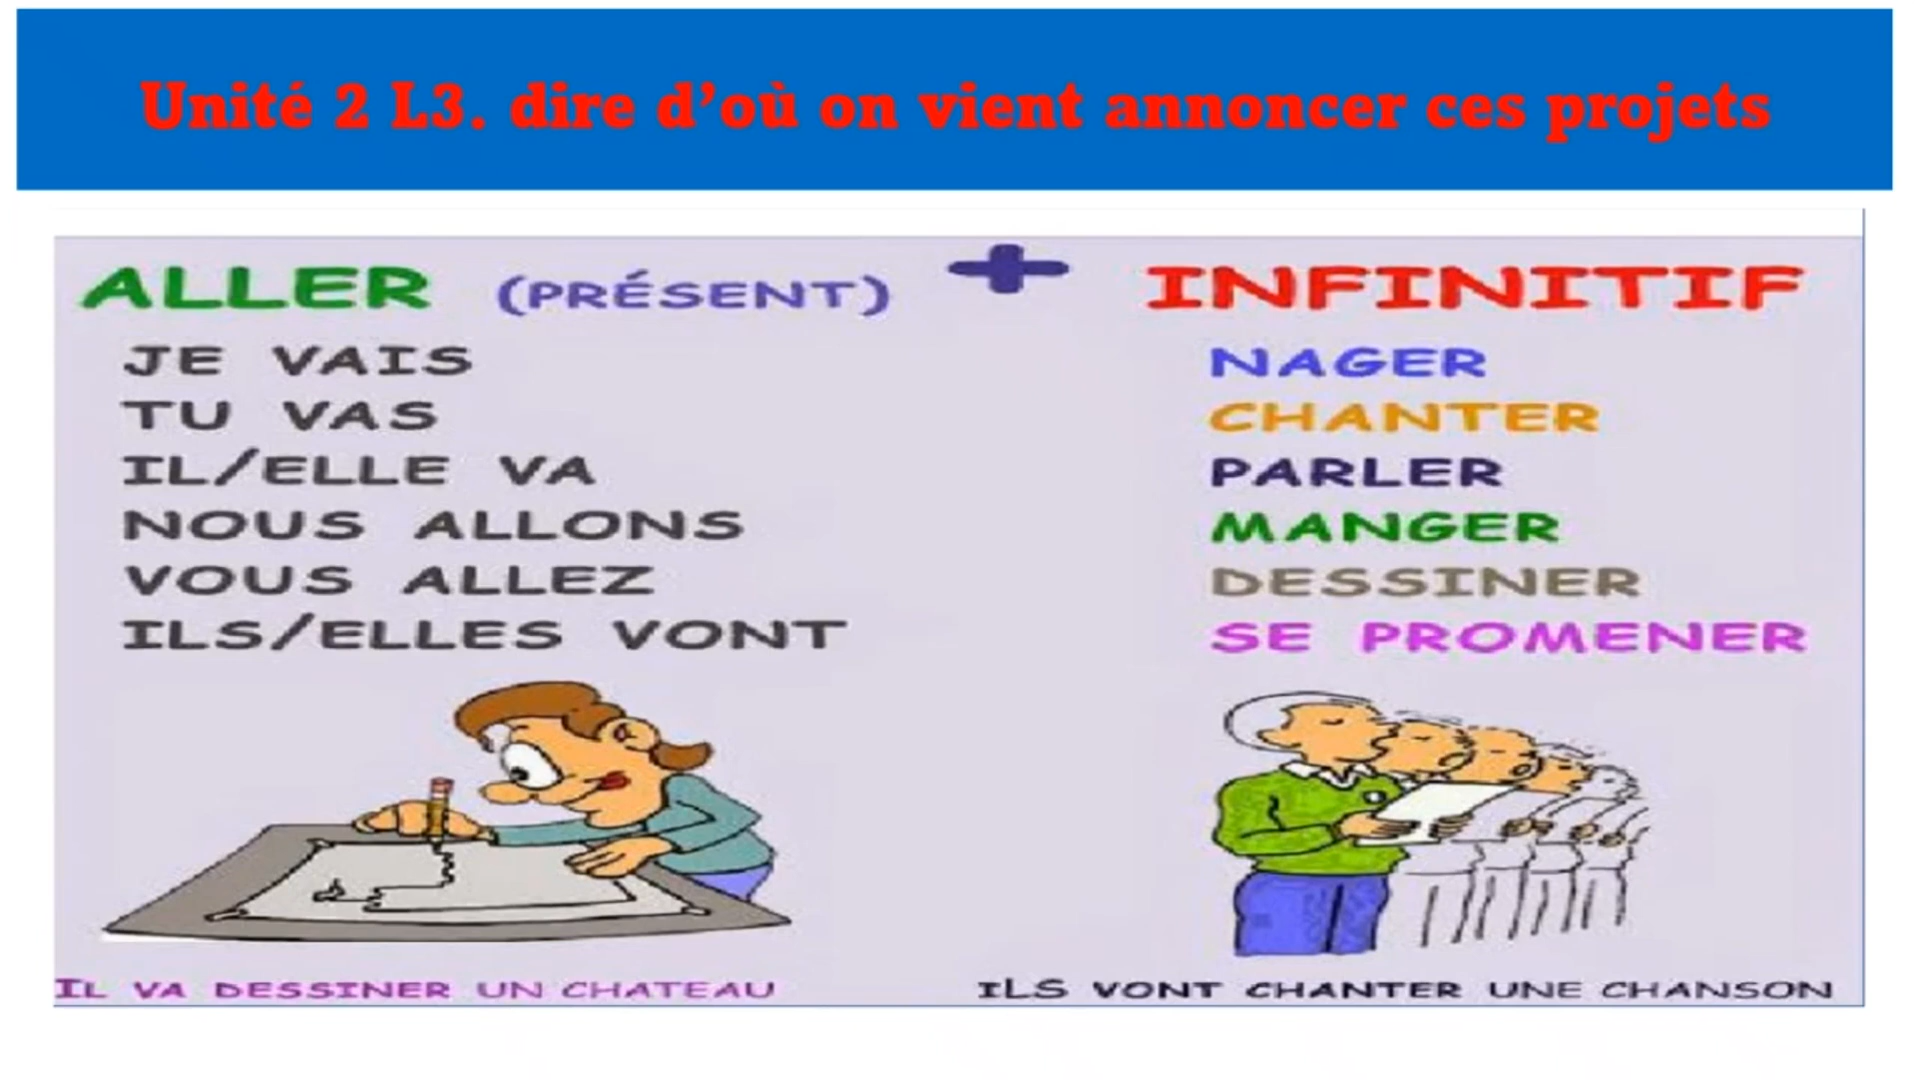 Unité 2 L3. dire d'où on vient annoncer ces projets
ALLER (PRÉSENT) + INFINITIF
JE VAIS
NAGER
TU VAS
CHANTER
IL/ELLE VA
PARLER
NOUS ALLONS
MANGER
VOUS ALLEZ
DESSINER
ILS/ELLES VONT
SE PROMENER
IL VA DESSINER UN CHATEAU
ILS VONT CHANTER UNE CHANSON